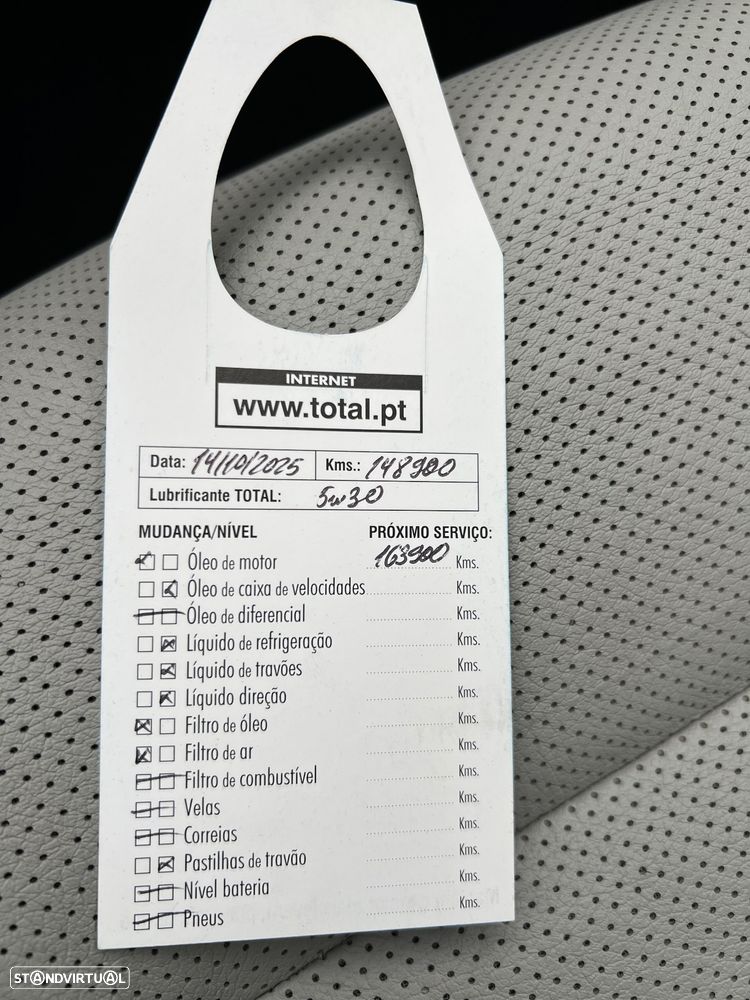 INTERNET
www.total.pt
Data: 14/10/2025 Kms.: 148900
Lubrificante TOTAL: 5w30
MUDANÇA/NÍVEL PRÓXIMO SERVIÇO:
Óleo de motor 163900 Kms.
Óleo de caixa de velocidades Kms.
Óleo de diferencial Kms.
Líquido de refrigeração Kms.
Líquido de travões Kms.
Líquido direção Kms.
Filtro de óleo Kms.
Filtro de ar Kms.
Filtro de combustível Kms.
Velas Kms.
Correias Kms.
Pastilhas de travão Kms.
Nível bateria Kms.
Pneus Kms.
STANDVIRTUAL